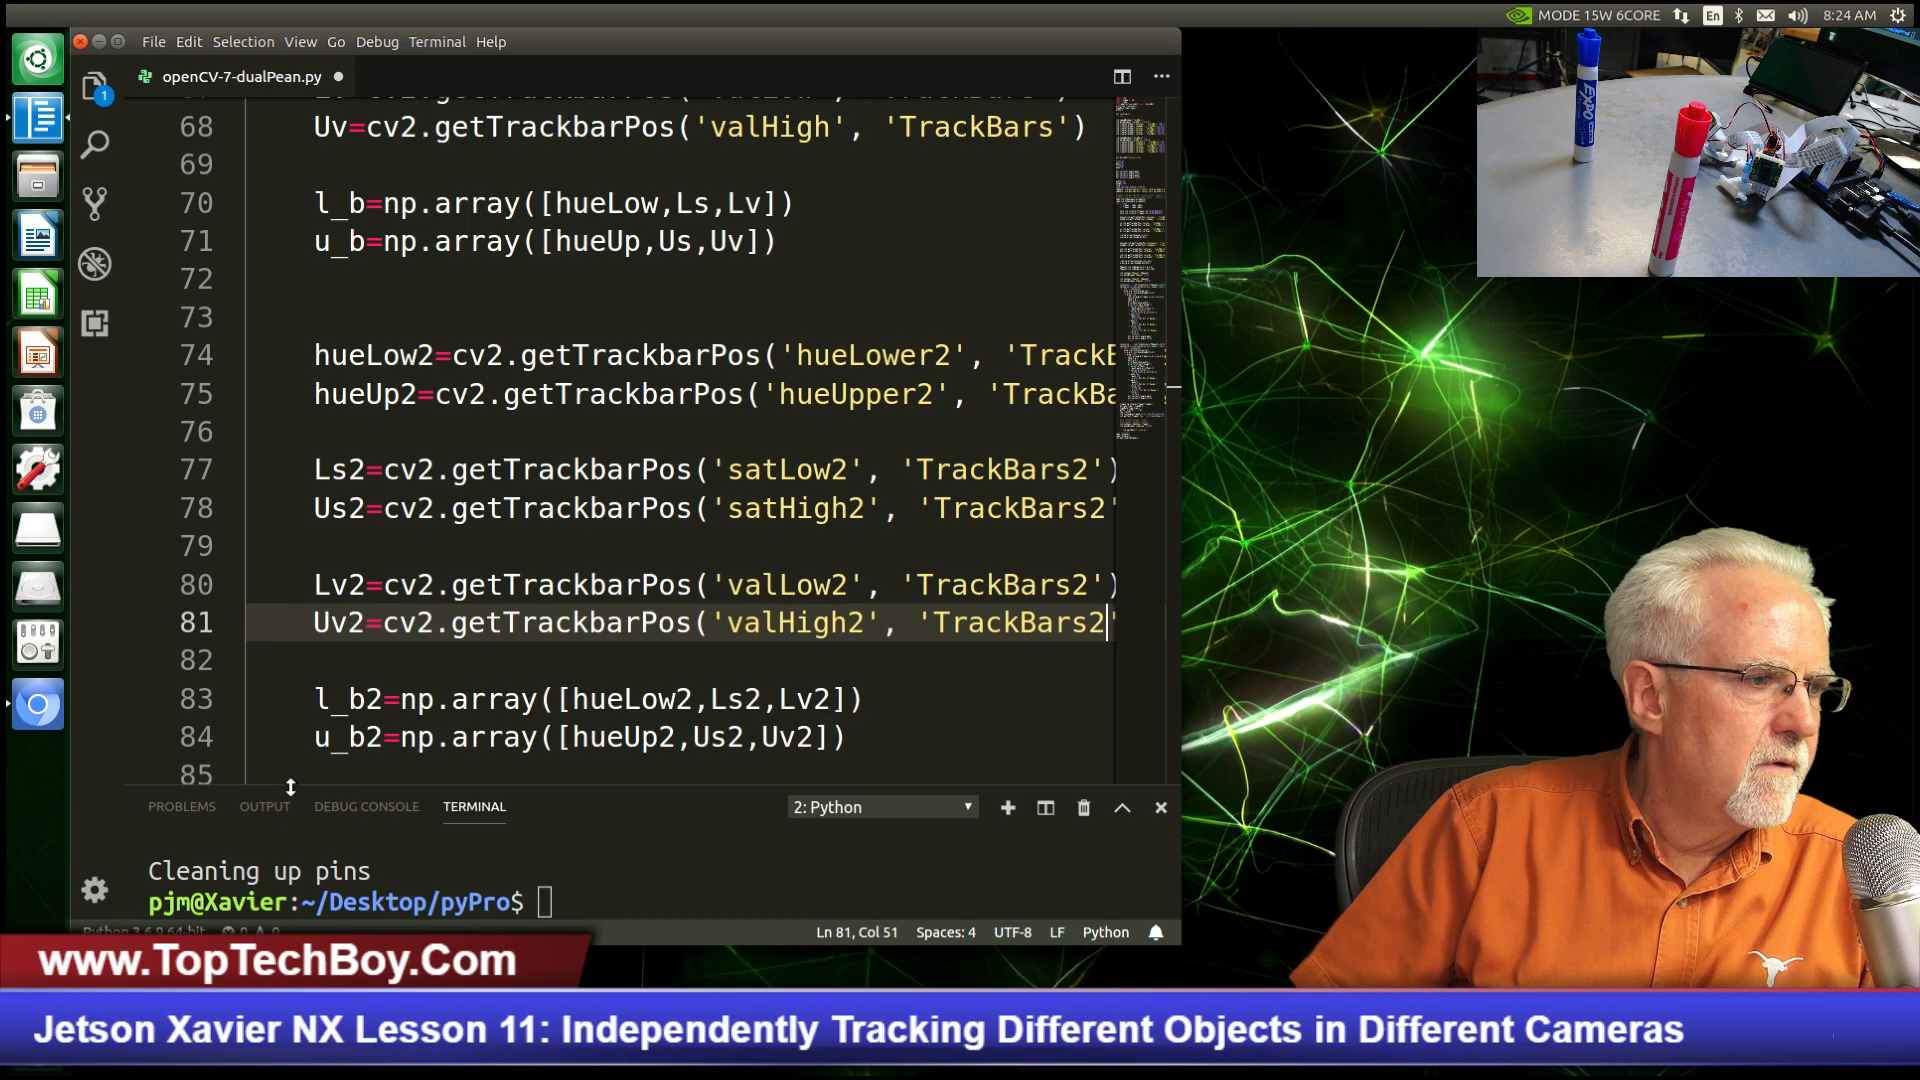 MODE 15W 6CORE
En
8:24 AM
File Edit Selection View Go Debug Terminal Help
openCV-7-dualPean.py
68 Uv=cv2.getTrackbarPos('valHigh', 'TrackBars')
69
70 l_b=np.array([hueLow,Ls,Lv])
71 u_b=np.array([hueUp,Us,Uv])
72
73
74 hueLow2=cv2.getTrackbarPos('hueLower2', 'TrackB
75 hueUp2=cv2.getTrackbarPos('hueUpper2', 'TrackBa
76
77 Ls2=cv2.getTrackbarPos('satLow2', 'TrackBars2')
78 Us2=cv2.getTrackbarPos('satHigh2', 'TrackBars2'
79
80 Lv2=cv2.getTrackbarPos('valLow2', 'TrackBars2')
81 Uv2=cv2.getTrackbarPos('valHigh2', 'TrackBars2'
82
83 l_b2=np.array([hueLow2,Ls2,Lv2])
84 u_b2=np.array([hueUp2,Us2,Uv2])
85
1
EXPO
PROBLEMS OUTPUT DEBUG CONSOLE TERMINAL
2: Python
Cleaning up pins
pjm@Xavier:~/Desktop/pyPro$
Ln 81, Col 51 Spaces: 4 UTF-8 LF Python
www.TopTechBoy.Com
Jetson Xavier NX Lesson 11: Independently Tracking Different Objects in Different Cameras